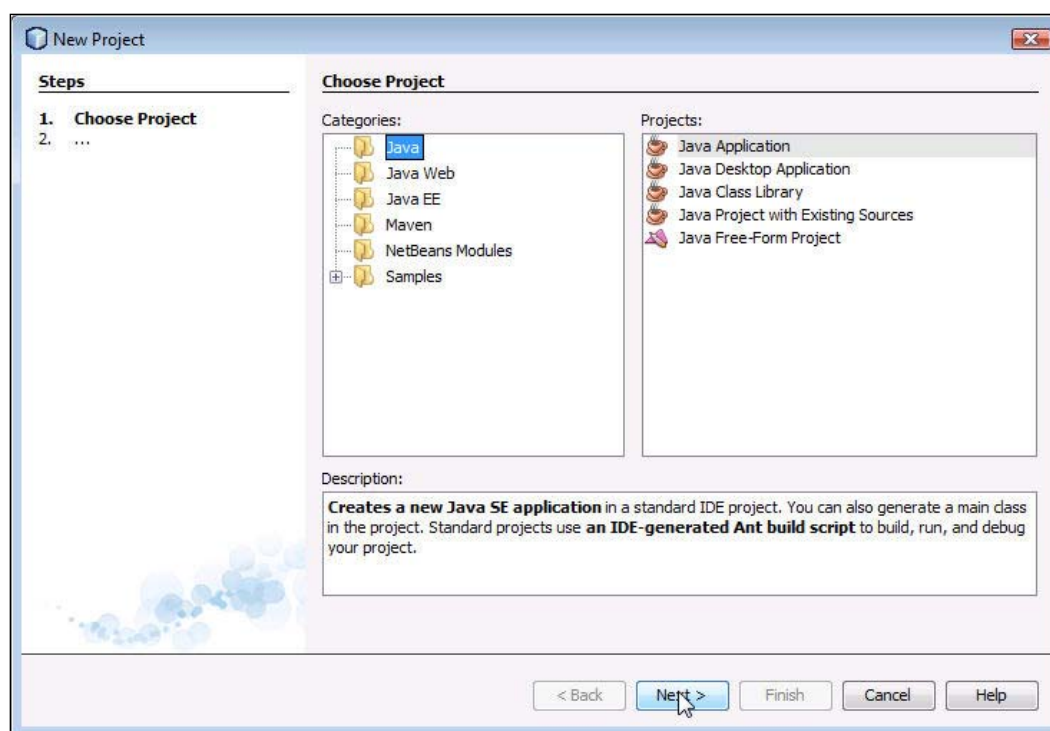 New Project
Steps
1. Choose Project
2. ...
Choose Project
Categories:
Java
Java Web
Java EE
Maven
NetBeans Modules
Samples
Projects:
Java Application
Java Desktop Application
Java Class Library
Java Project with Existing Sources
Java Free-Form Project
Description:
Creates a new Java SE application in a standard IDE project. You can also generate a main class
in the project. Standard projects use an IDE-generated Ant build script to build, run, and debug
your project.
< Back
Next >
Finish
Cancel
Help